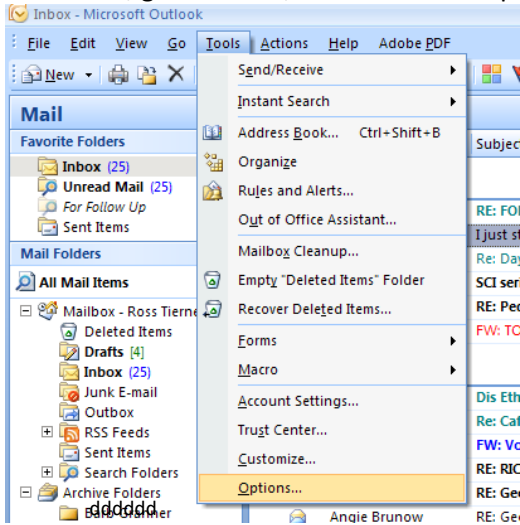 Inbox - Microsoft Outlook
File Edit View Go Tools Actions Help Adobe PDF
New
Mail
Favorite Folders
Inbox (25)
Unread Mail (25)
For Follow Up
Sent Items
Mail Folders
All Mail Items
Mailbox - Ross Tierne
Deleted Items
Drafts [4]
Inbox (25)
Junk E-mail
Outbox
RSS Feeds
Sent Items
Search Folders
Archive Folders
dddddd
Send/Receive
Instant Search
Address Book... Ctrl+Shift+B
Organize
Rules and Alerts...
Out of Office Assistant...
Mailbox Cleanup...
Empty "Deleted Items" Folder
Recover Deleted Items...
Forms
Macro
Account Settings...
Trust Center...
Customize...
Options...
Subjec
RE: FO
I just st
Re: Day
SCI seri
RE: Pec
FW: TO
Dis Eth
Re: Cat
FW: Vo
RE: RIC
RE: Geo
Angie Brunow RE: Geo